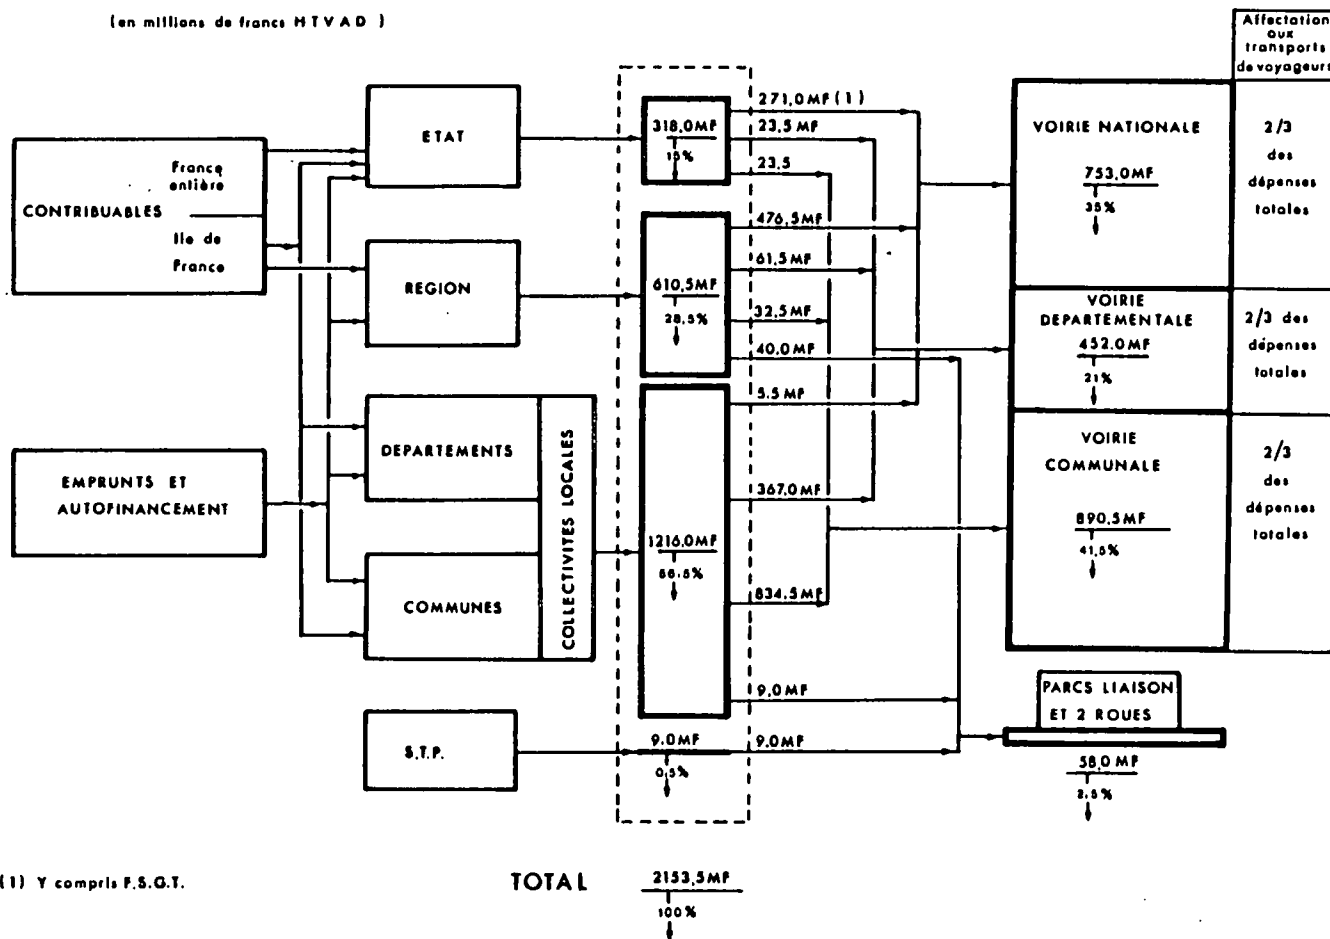 (en millions de francs HTVAD)
Affectation
aux
transports
de voyageurs
CONTRIBUABLES
France
entière
Ile de
France
EMPRUNTS ET
AUTOFINANCEMENT
ETAT
REGION
DEPARTEMENTS
COMMUNES
COLLECTIVITES LOCALES
S.T.P.
318,0MF
15%
610,5MF
28,5%
1216,0MF
56.5%
9.0MF
0,5%
271,0MF(1)
23,5 MF
23,5
476,5MF
61,5MF
32,5MF
40.0MF
5.5MF
367,0MF
834,5MF
9,0MF
9.0MF
VOIRIE NATIONALE
753,0MF
35%
2/3
des
dépenses
totales
VOIRIE
DEPARTEMENTALE
452.0MF
21%
2/3 des
dépenses
totales
VOIRIE
COMMUNALE
890,5MF
41,5%
2/3
des
dépenses
totales
PARCS LIAISON
ET 2 ROUES
58,0MF
2,5%
(1) Y compris F.S.G.T.
TOTAL
2153,5MF
100%